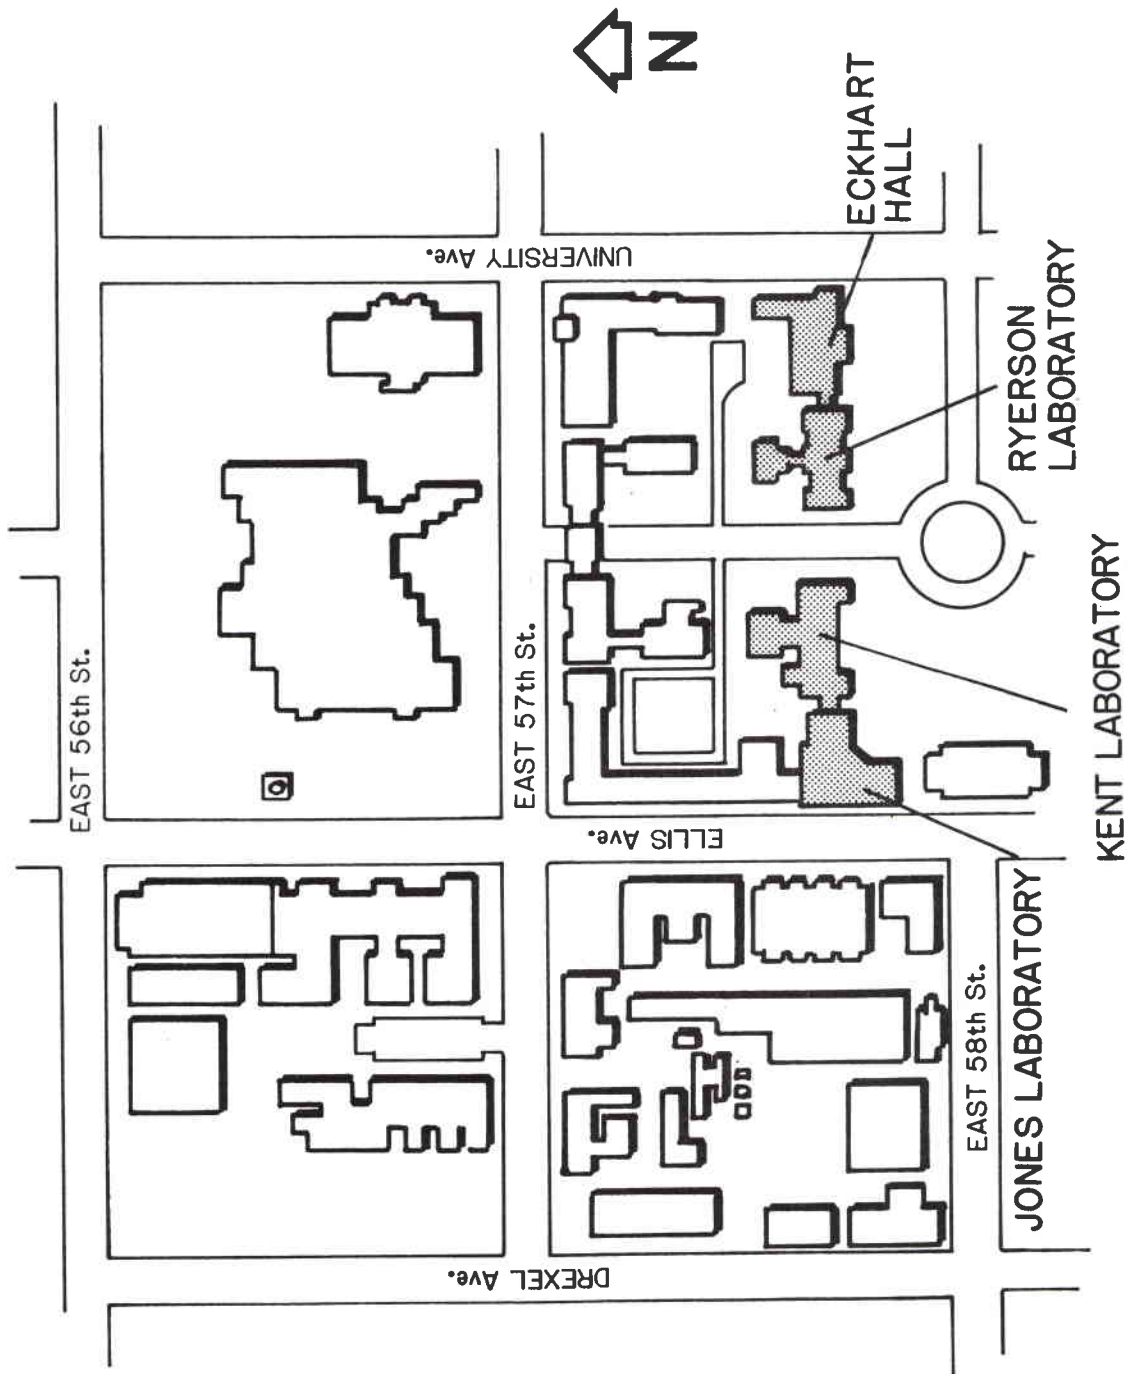 N
EAST 56th St.
EAST 57th St.
EAST 58th St.
UNIVERSITY Ave.
ELLIS Ave.
DREXEL Ave.
ECKHART
HALL
RYERSON
LABORATORY
KENT LABORATORY
JONES LABORATORY